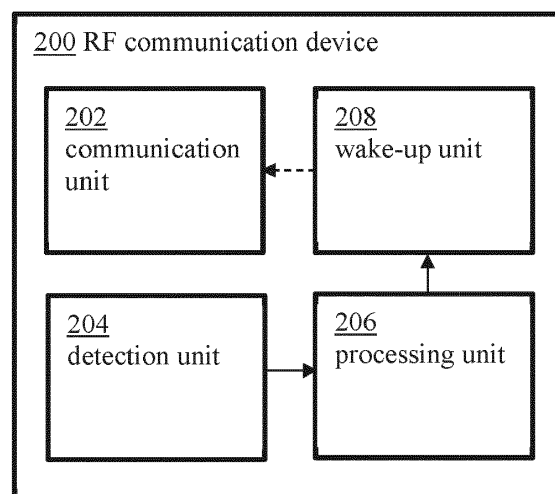 200 RF communication device
202
communication
unit
208
wake-up unit
204
detection unit
206
processing unit